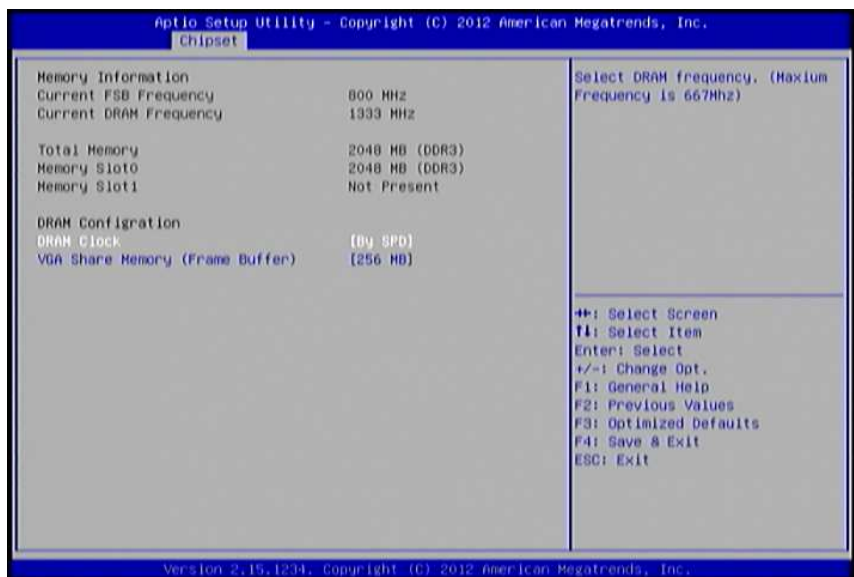 Aptio Setup Utility - Copyright (C) 2012 American Megatrends, Inc.
Chipset
Memory Information
Current FSB Frequency 800 MHz
Current DRAM Frequency 1333 MHz
Total Memory 2048 MB (DDR3)
Memory Slot0 2048 MB (DDR3)
Memory Slot1 Not Present
DRAM Configration
DRAM Clock [By SPD]
VGA Share Memory (Frame Buffer) [256 MB]
Select DRAM frequency. (Maxium
Frequency is 667Mhz)
→←: Select Screen
↑↓: Select Item
Enter: Select
+/-: Change Opt.
F1: General Help
F2: Previous Values
F3: Optimized Defaults
F4: Save & Exit
ESC: Exit
Version 2.15.1234. Copyright (C) 2012 American Megatrends, Inc.